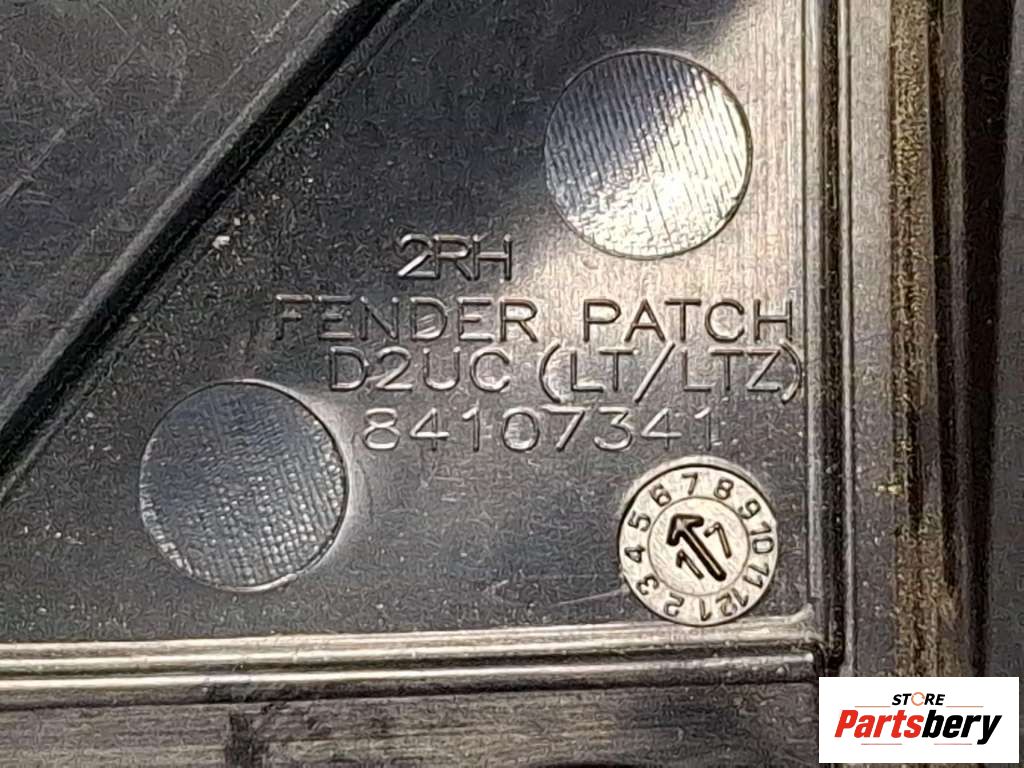 2RH
FENDER PATCH
D2UC (LT/LTZ)
84107341
1 2 3 4 5 6 7 8 9 10 11 12
17
STORE
Partsbery